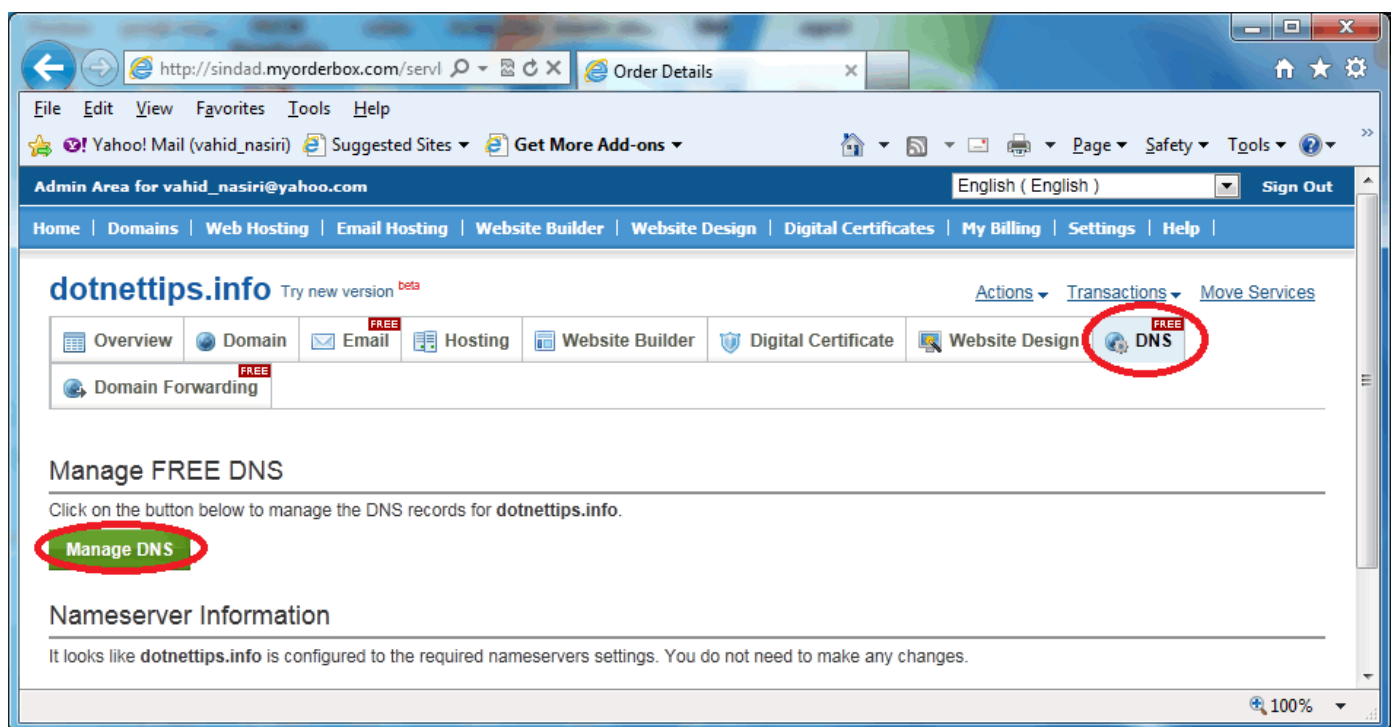 http://sindad.myorderbox.com/servl Order Details
File Edit View Favorites Tools Help
Yahoo! Mail (vahid_nasiri) Suggested Sites Get More Add-ons Page Safety Tools
Admin Area for vahid_nasiri@yahoo.com English ( English ) Sign Out
Home | Domains | Web Hosting | Email Hosting | Website Builder | Website Design | Digital Certificates | My Billing | Settings | Help |
dotnettips.info Try new version beta Actions Transactions Move Services
Overview Domain Email FREE Hosting Website Builder Digital Certificate Website Design DNS FREE
Domain Forwarding FREE
Manage FREE DNS
Click on the button below to manage the DNS records for dotnettips.info.
Manage DNS
Nameserver Information
It looks like dotnettips.info is configured to the required nameservers settings. You do not need to make any changes.
100%